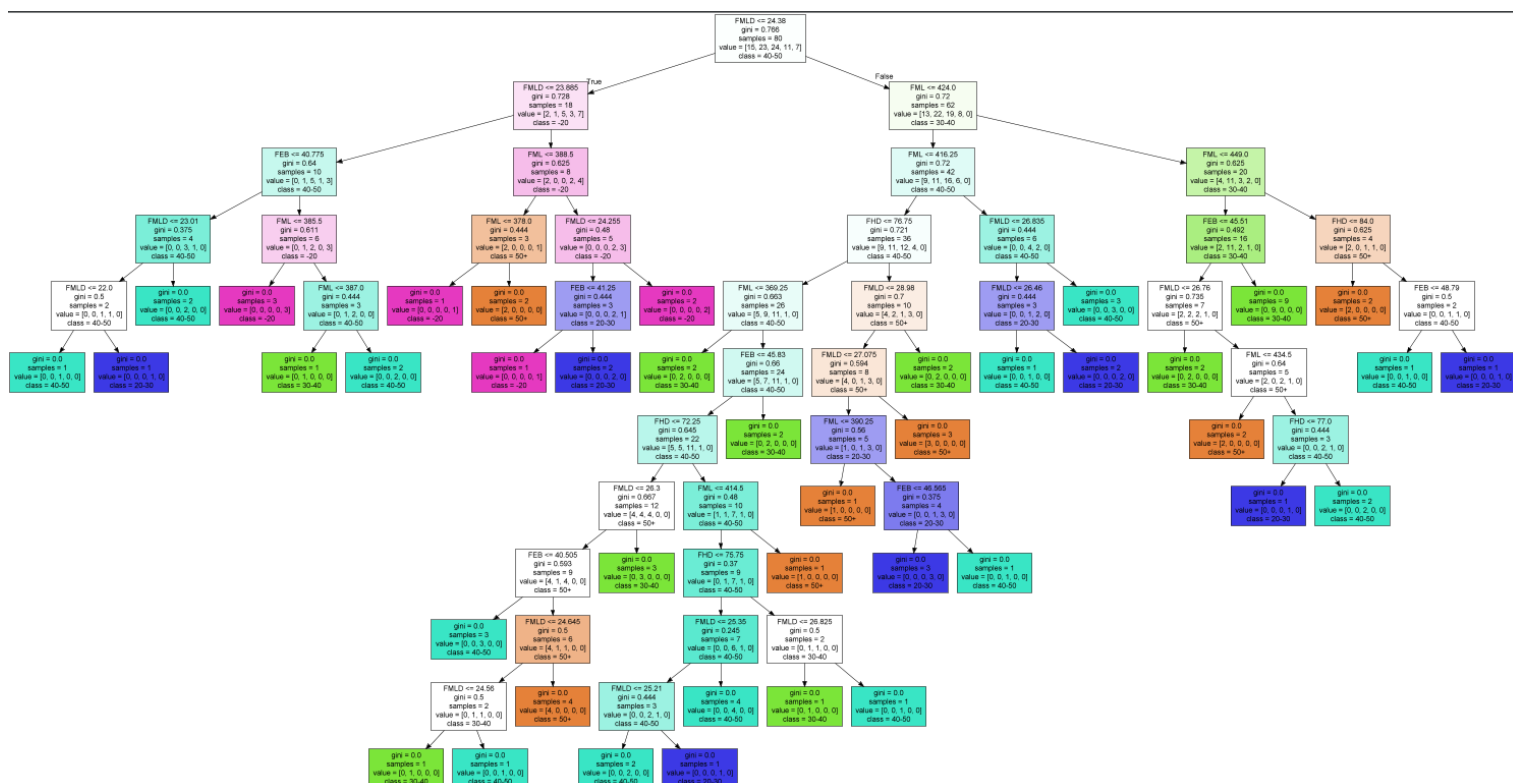 FMLD <= 24.38
gini = 0.766
samples = 80
value = [15, 23, 24, 11, 7]
class = 40-50
True
False
FMLD <= 23.885
gini = 0.728
samples = 18
value = [2, 1, 5, 3, 7]
class = -20
FML <= 424.0
gini = 0.72
samples = 62
value = [13, 22, 19, 8, 0]
class = 30-40
FEB <= 40.775
gini = 0.64
samples = 10
value = [0, 1, 5, 1, 3]
class = 40-50
FML <= 388.5
gini = 0.625
samples = 8
value = [2, 0, 0, 2, 4]
class = -20
FML <= 416.25
gini = 0.72
samples = 42
value = [9, 11, 16, 6, 0]
class = 40-50
FML <= 449.0
gini = 0.625
samples = 20
value = [4, 11, 3, 2, 0]
class = 30-40
FMLD <= 23.01
gini = 0.375
samples = 4
value = [0, 0, 3, 1, 0]
class = 40-50
FML <= 385.5
gini = 0.611
samples = 6
value = [0, 1, 2, 0, 3]
class = -20
FML <= 378.0
gini = 0.444
samples = 3
value = [2, 0, 0, 0, 1]
class = 50+
FMLD <= 24.255
gini = 0.48
samples = 5
value = [0, 0, 0, 2, 3]
class = -20
FHD <= 76.75
gini = 0.721
samples = 36
value = [9, 11, 12, 4, 0]
class = 40-50
FMLD <= 26.835
gini = 0.444
samples = 6
value = [0, 0, 4, 2, 0]
class = 40-50
FEB <= 45.51
gini = 0.492
samples = 16
value = [2, 11, 2, 1, 0]
class = 30-40
FHD <= 84.0
gini = 0.625
samples = 4
value = [2, 0, 1, 1, 0]
class = 50+
FMLD <= 22.0
gini = 0.5
samples = 2
value = [0, 0, 1, 1, 0]
class = 40-50
gini = 0.0
samples = 2
value = [0, 0, 2, 0, 0]
class = 40-50
gini = 0.0
samples = 3
value = [0, 0, 0, 0, 3]
class = -20
FML <= 387.0
gini = 0.444
samples = 3
value = [0, 1, 2, 0, 0]
class = 40-50
gini = 0.0
samples = 1
value = [0, 0, 0, 0, 1]
class = -20
gini = 0.0
samples = 2
value = [2, 0, 0, 0, 0]
class = 50+
FEB <= 41.25
gini = 0.444
samples = 3
value = [0, 0, 0, 2, 1]
class = 20-30
gini = 0.0
samples = 2
value = [0, 0, 0, 0, 2]
class = -20
FML <= 369.25
gini = 0.663
samples = 26
value = [5, 9, 11, 1, 0]
class = 40-50
FMLD <= 28.98
gini = 0.7
samples = 10
value = [4, 2, 1, 3, 0]
class = 50+
FMLD <= 26.46
gini = 0.444
samples = 3
value = [0, 0, 1, 2, 0]
class = 20-30
gini = 0.0
samples = 3
value = [0, 0, 3, 0, 0]
class = 40-50
FMLD <= 26.76
gini = 0.735
samples = 7
value = [2, 2, 2, 1, 0]
class = 50+
gini = 0.0
samples = 9
value = [0, 9, 0, 0, 0]
class = 30-40
gini = 0.0
samples = 2
value = [2, 0, 0, 0, 0]
class = 50+
FEB <= 48.79
gini = 0.5
samples = 2
value = [0, 0, 1, 1, 0]
class = 40-50
gini = 0.0
samples = 1
value = [0, 0, 1, 0, 0]
class = 40-50
gini = 0.0
samples = 1
value = [0, 0, 0, 1, 0]
class = 20-30
gini = 0.0
samples = 1
value = [0, 1, 0, 0, 0]
class = 30-40
gini = 0.0
samples = 2
value = [0, 0, 2, 0, 0]
class = 40-50
gini = 0.0
samples = 1
value = [0, 0, 0, 0, 1]
class = -20
gini = 0.0
samples = 2
value = [0, 0, 0, 2, 0]
class = 20-30
gini = 0.0
samples = 2
value = [0, 2, 0, 0, 0]
class = 30-40
FEB <= 45.83
gini = 0.66
samples = 24
value = [5, 7, 11, 1, 0]
class = 40-50
FMLD <= 27.075
gini = 0.594
samples = 8
value = [4, 0, 1, 3, 0]
class = 50+
gini = 0.0
samples = 2
value = [0, 2, 0, 0, 0]
class = 30-40
gini = 0.0
samples = 1
value = [0, 0, 1, 0, 0]
class = 40-50
gini = 0.0
samples = 2
value = [0, 0, 0, 2, 0]
class = 20-30
gini = 0.0
samples = 2
value = [0, 2, 0, 0, 0]
class = 30-40
FML <= 434.5
gini = 0.64
samples = 5
value = [2, 0, 2, 1, 0]
class = 50+
gini = 0.0
samples = 1
value = [0, 0, 1, 0, 0]
class = 40-50
gini = 0.0
samples = 1
value = [0, 0, 0, 1, 0]
class = 20-30
FHD <= 72.25
gini = 0.645
samples = 22
value = [5, 5, 11, 1, 0]
class = 40-50
gini = 0.0
samples = 2
value = [0, 2, 0, 0, 0]
class = 30-40
FML <= 390.25
gini = 0.56
samples = 5
value = [1, 0, 1, 3, 0]
class = 20-30
gini = 0.0
samples = 3
value = [3, 0, 0, 0, 0]
class = 50+
gini = 0.0
samples = 2
value = [2, 0, 0, 0, 0]
class = 50+
FHD <= 77.0
gini = 0.444
samples = 3
value = [0, 0, 2, 1, 0]
class = 40-50
FMLD <= 26.3
gini = 0.667
samples = 12
value = [4, 4, 4, 0, 0]
class = 50+
FML <= 414.5
gini = 0.48
samples = 10
value = [1, 1, 7, 1, 0]
class = 40-50
gini = 0.0
samples = 1
value = [1, 0, 0, 0, 0]
class = 50+
FEB <= 46.565
gini = 0.375
samples = 4
value = [0, 0, 1, 3, 0]
class = 20-30
gini = 0.0
samples = 1
value = [0, 0, 0, 1, 0]
class = 20-30
gini = 0.0
samples = 2
value = [0, 0, 2, 0, 0]
class = 40-50
FEB <= 40.505
gini = 0.593
samples = 9
value = [4, 1, 4, 0, 0]
class = 50+
gini = 0.0
samples = 3
value = [0, 3, 0, 0, 0]
class = 30-40
FHD <= 75.75
gini = 0.37
samples = 9
value = [0, 1, 7, 1, 0]
class = 40-50
gini = 0.0
samples = 1
value = [1, 0, 0, 0, 0]
class = 50+
gini = 0.0
samples = 3
value = [0, 0, 0, 3, 0]
class = 20-30
gini = 0.0
samples = 1
value = [0, 0, 1, 0, 0]
class = 40-50
gini = 0.0
samples = 3
value = [0, 0, 3, 0, 0]
class = 40-50
FMLD <= 24.645
gini = 0.5
samples = 6
value = [4, 1, 1, 0, 0]
class = 50+
FMLD <= 25.35
gini = 0.245
samples = 7
value = [0, 0, 6, 1, 0]
class = 40-50
FMLD <= 26.825
gini = 0.5
samples = 2
value = [0, 1, 1, 0, 0]
class = 30-40
FMLD <= 24.56
gini = 0.5
samples = 2
value = [0, 1, 1, 0, 0]
class = 30-40
gini = 0.0
samples = 4
value = [4, 0, 0, 0, 0]
class = 50+
FMLD <= 25.21
gini = 0.444
samples = 3
value = [0, 0, 2, 1, 0]
class = 40-50
gini = 0.0
samples = 4
value = [0, 0, 4, 0, 0]
class = 40-50
gini = 0.0
samples = 1
value = [0, 1, 0, 0, 0]
class = 30-40
gini = 0.0
samples = 1
value = [0, 0, 1, 0, 0]
class = 40-50
gini = 0.0
samples = 1
value = [0, 1, 0, 0, 0]
class = 30-40
gini = 0.0
samples = 1
value = [0, 0, 1, 0, 0]
class = 40-50
gini = 0.0
samples = 2
value = [0, 0, 2, 0, 0]
class = 40-50
gini = 0.0
samples = 1
value = [0, 0, 0, 1, 0]
class = 20-30